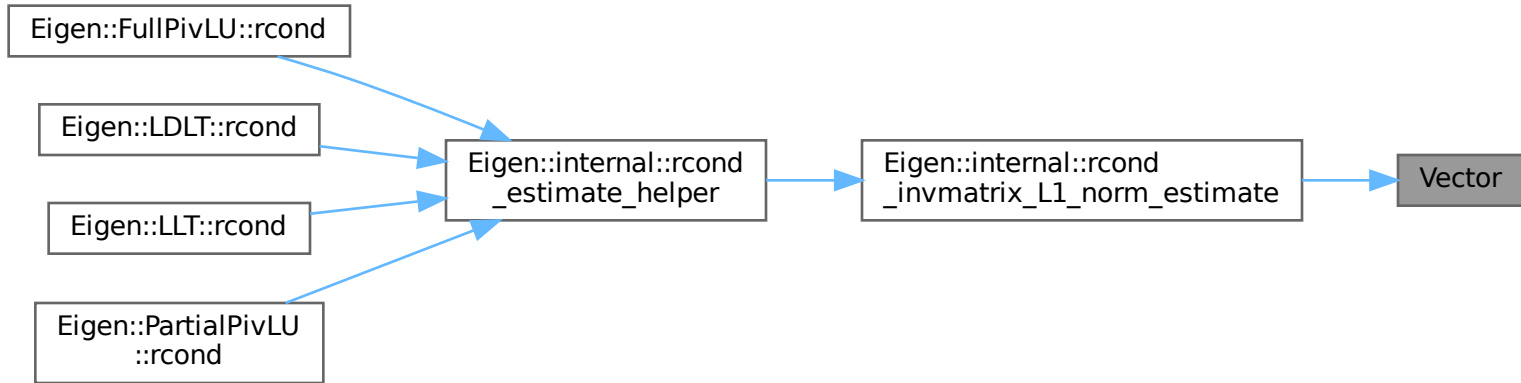 Eigen::FullPivLU::rcond
Eigen::LDLT::rcond
Eigen::LLT::rcond
Eigen::PartialPivLU
::rcond
Eigen::internal::rcond
_estimate_helper
Eigen::internal::rcond
_invmatrix_L1_norm_estimate
Vector